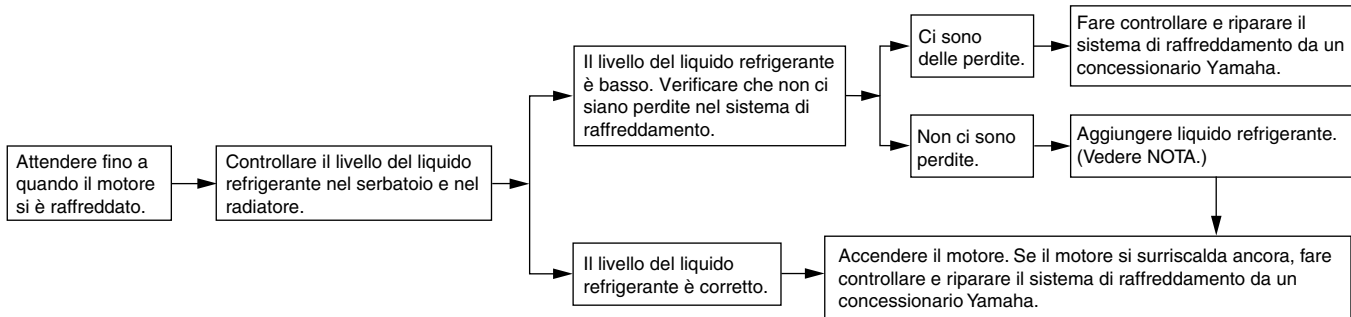 Attendere fino a
quando il motore
si è raffreddato.
Controllare il livello del liquido
refrigerante nel serbatoio e nel
radiatore.
Il livello del liquido refrigerante
è basso. Verificare che non ci
siano perdite nel sistema di
raffreddamento.
Ci sono
delle perdite.
Fare controllare e riparare il
sistema di raffreddamento da un
concessionario Yamaha.
Non ci sono
perdite.
Aggiungere liquido refrigerante.
(Vedere NOTA.)
Il livello del liquido
refrigerante è corretto.
Accendere il motore. Se il motore si surriscalda ancora, fare
controllare e riparare il sistema di raffreddamento da un
concessionario Yamaha.